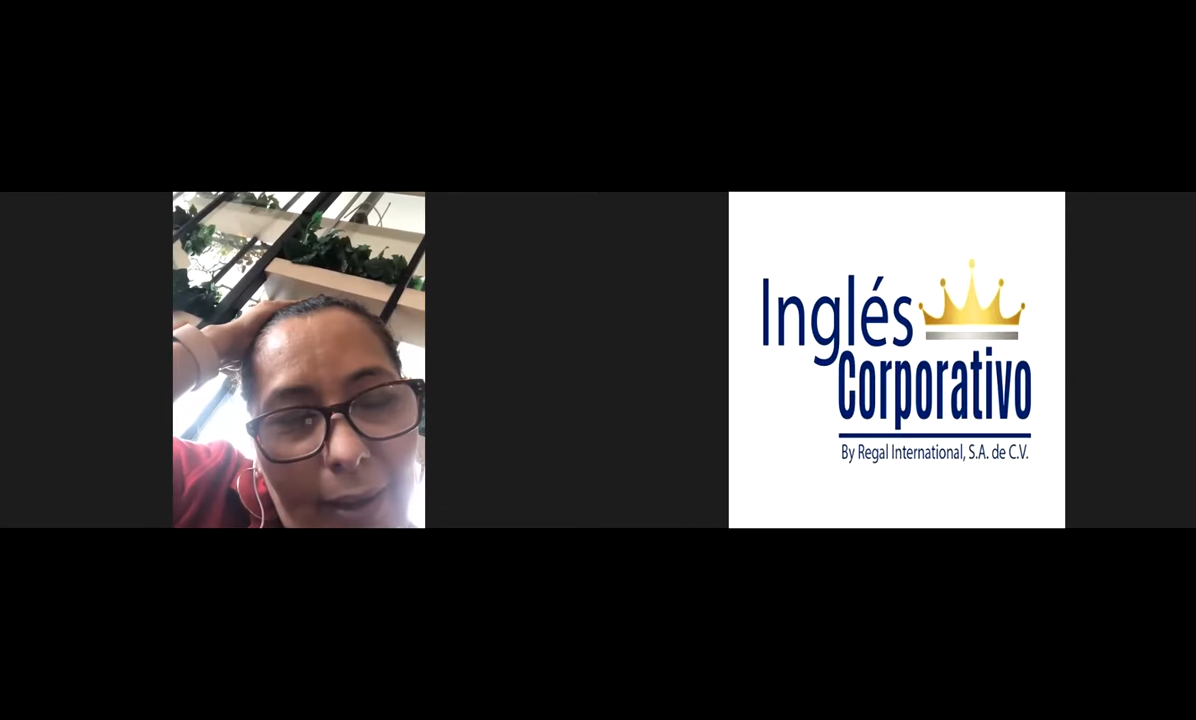 Inglés
Corporativo
By Regal International, S.A. de C.V.